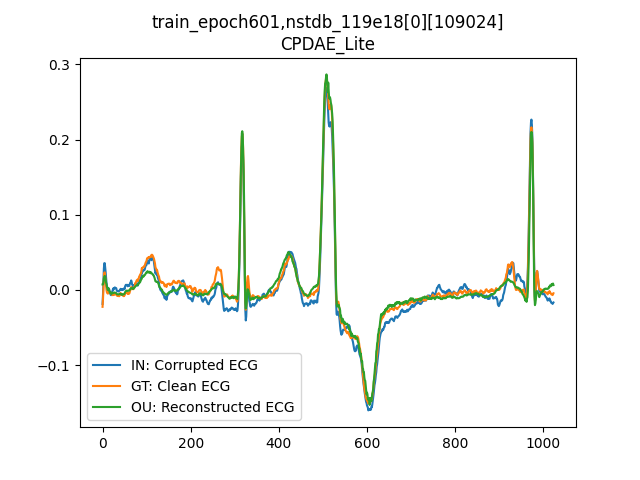 train_epoch601,nstdb_119e18[0][109024]
CPDAE_Lite
0.3
0.2
0.1
0.0
−0.1
IN: Corrupted ECG
GT: Clean ECG
OU: Reconstructed ECG
0 200 400 600 800 1000